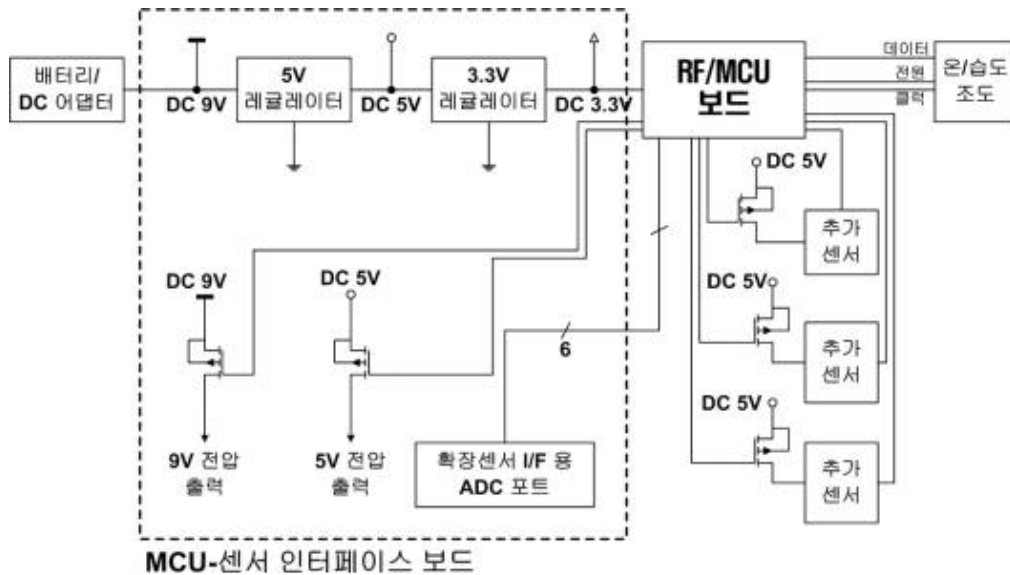 배터리/
DC 어댑터
DC 9V
5V
레귤레이터
DC 5V
3.3V
레귤레이터
DC 3.3V
RF/MCU
보드
데이터
전원
클럭
온/습도
조도
DC 5V
추가
센서
DC 5V
추가
센서
DC 5V
추가
센서
DC 9V
DC 5V
6
9V 전압
출력
5V 전압
출력
확장센서 I/F 용
ADC 포트
MCU-센서 인터페이스 보드